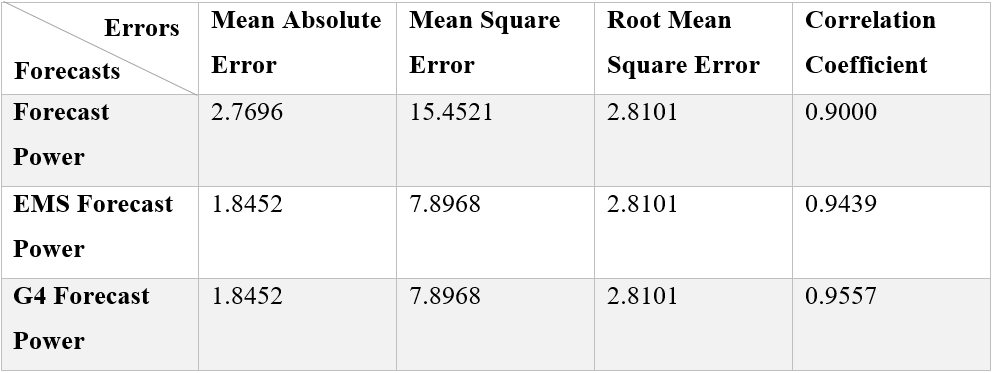 Errors
Forecasts
Mean Absolute
Error
Mean Square
Error
Root Mean
Square Error
Correlation
Coefficient
Forecast
Power
2.7696
15.4521
2.8101
0.9000
EMS Forecast
Power
1.8452
7.8968
2.8101
0.9439
G4 Forecast
Power
1.8452
7.8968
2.8101
0.9557